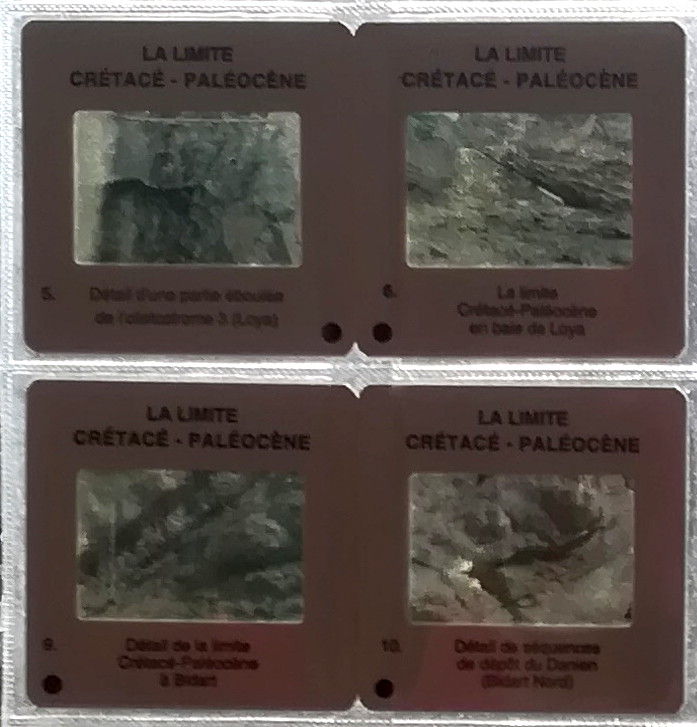 LA LIMITE
CRÉTACÉ - PALÉOCÈNE
5. Détail d'une partie éboulée
de l'olistostrome 3 (Loya)
LA LIMITE
CRÉTACÉ - PALÉOCÈNE
6. La limite
Crétacé-Paléocène
en baie de Loya
LA LIMITE
CRÉTACÉ - PALÉOCÈNE
9. Détail de la limite
Crétacé-Paléocène
à Bidart
LA LIMITE
CRÉTACÉ - PALÉOCÈNE
10. Détail de séquences
de dépôt du Danien
(Bidart Nord)